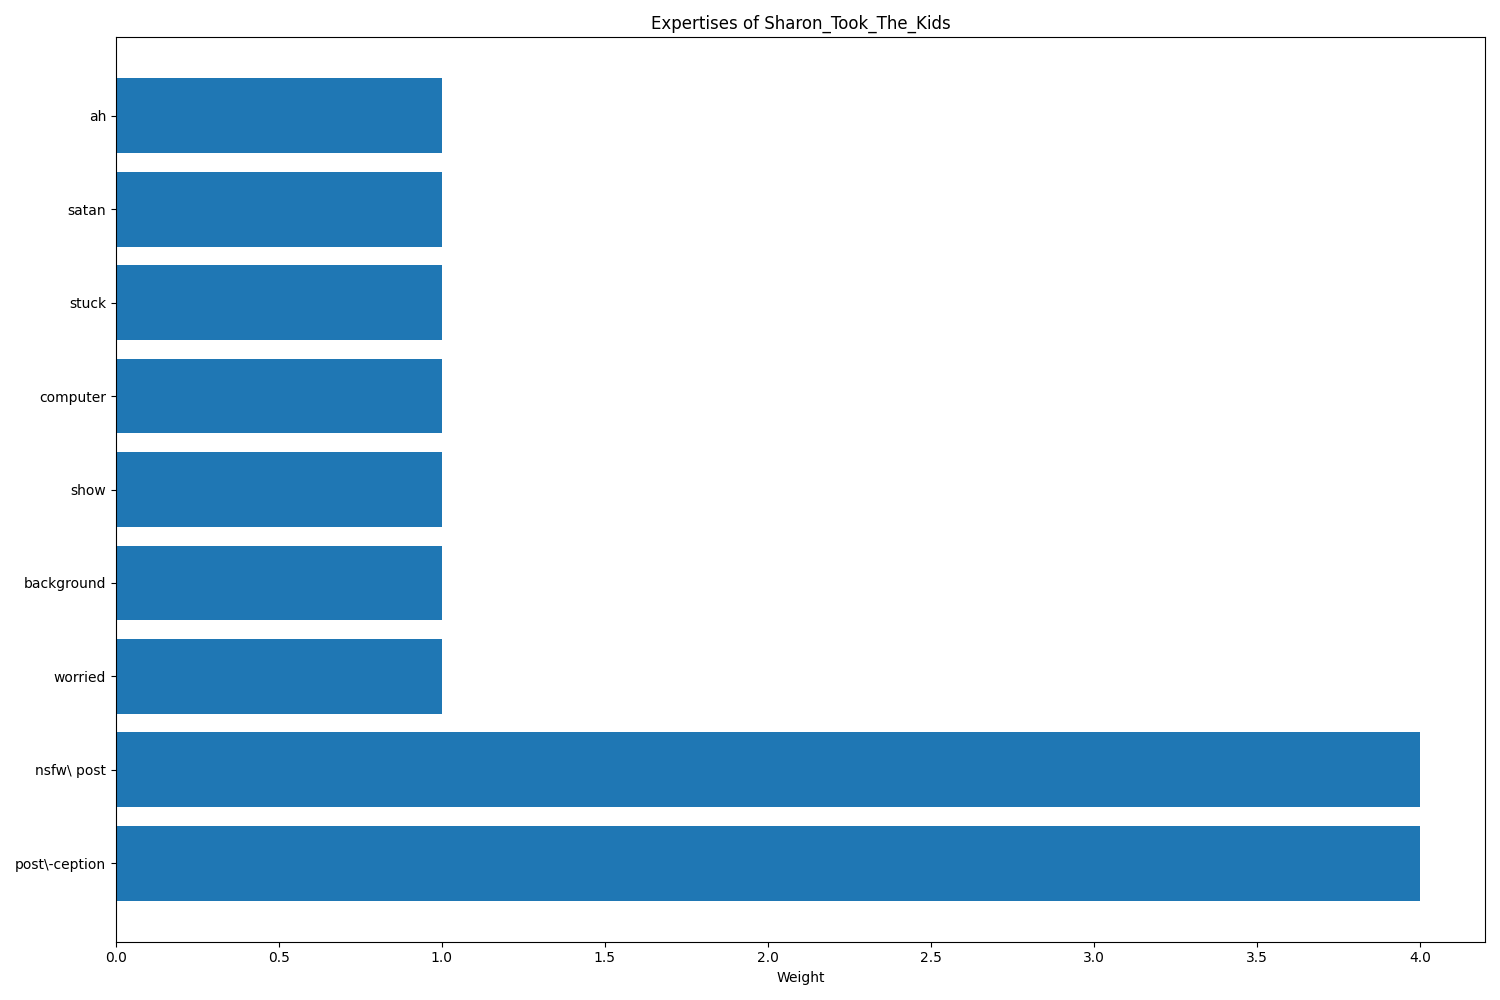 Expertises of Sharon_Took_The_Kids
ah
satan
stuck
computer
show
background
worried
nsfw\ post
post\-ception
0.0 0.5 1.0 1.5 2.0 2.5 3.0 3.5 4.0
Weight